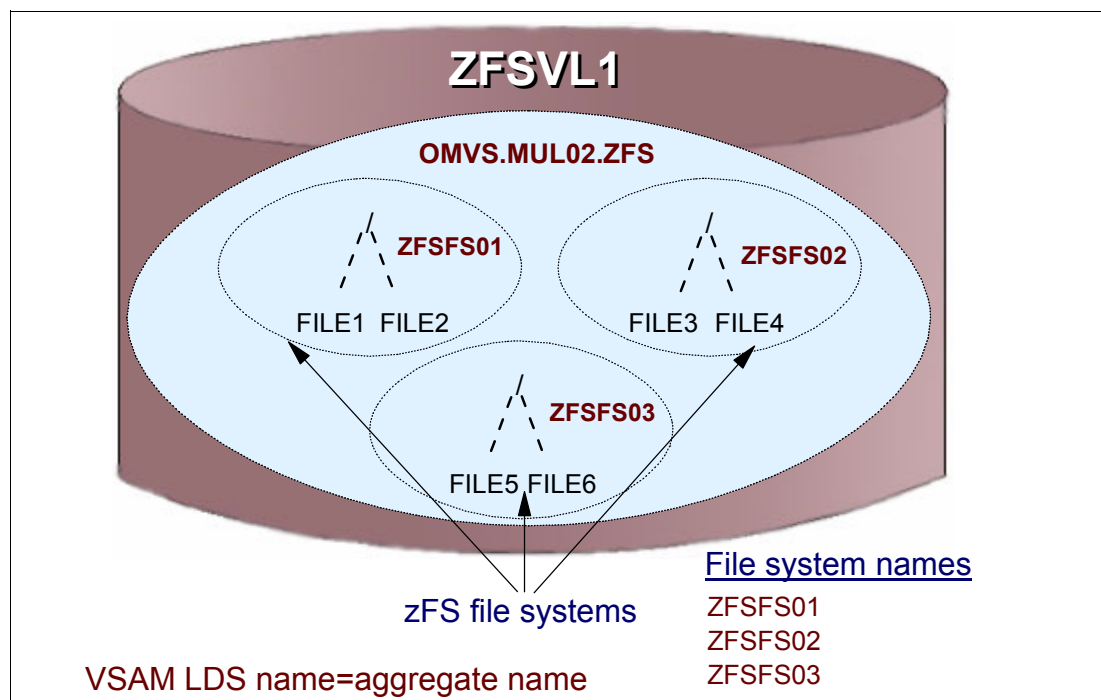 ZFSVL1
OMVS.MUL02.ZFS
/
ZFSFS01
FILE1 FILE2
/
ZFSFS02
FILE3 FILE4
/
ZFSFS03
FILE5 FILE6
zFS file systems
File system names
ZFSFS01
ZFSFS02
ZFSFS03
VSAM LDS name=aggregate name